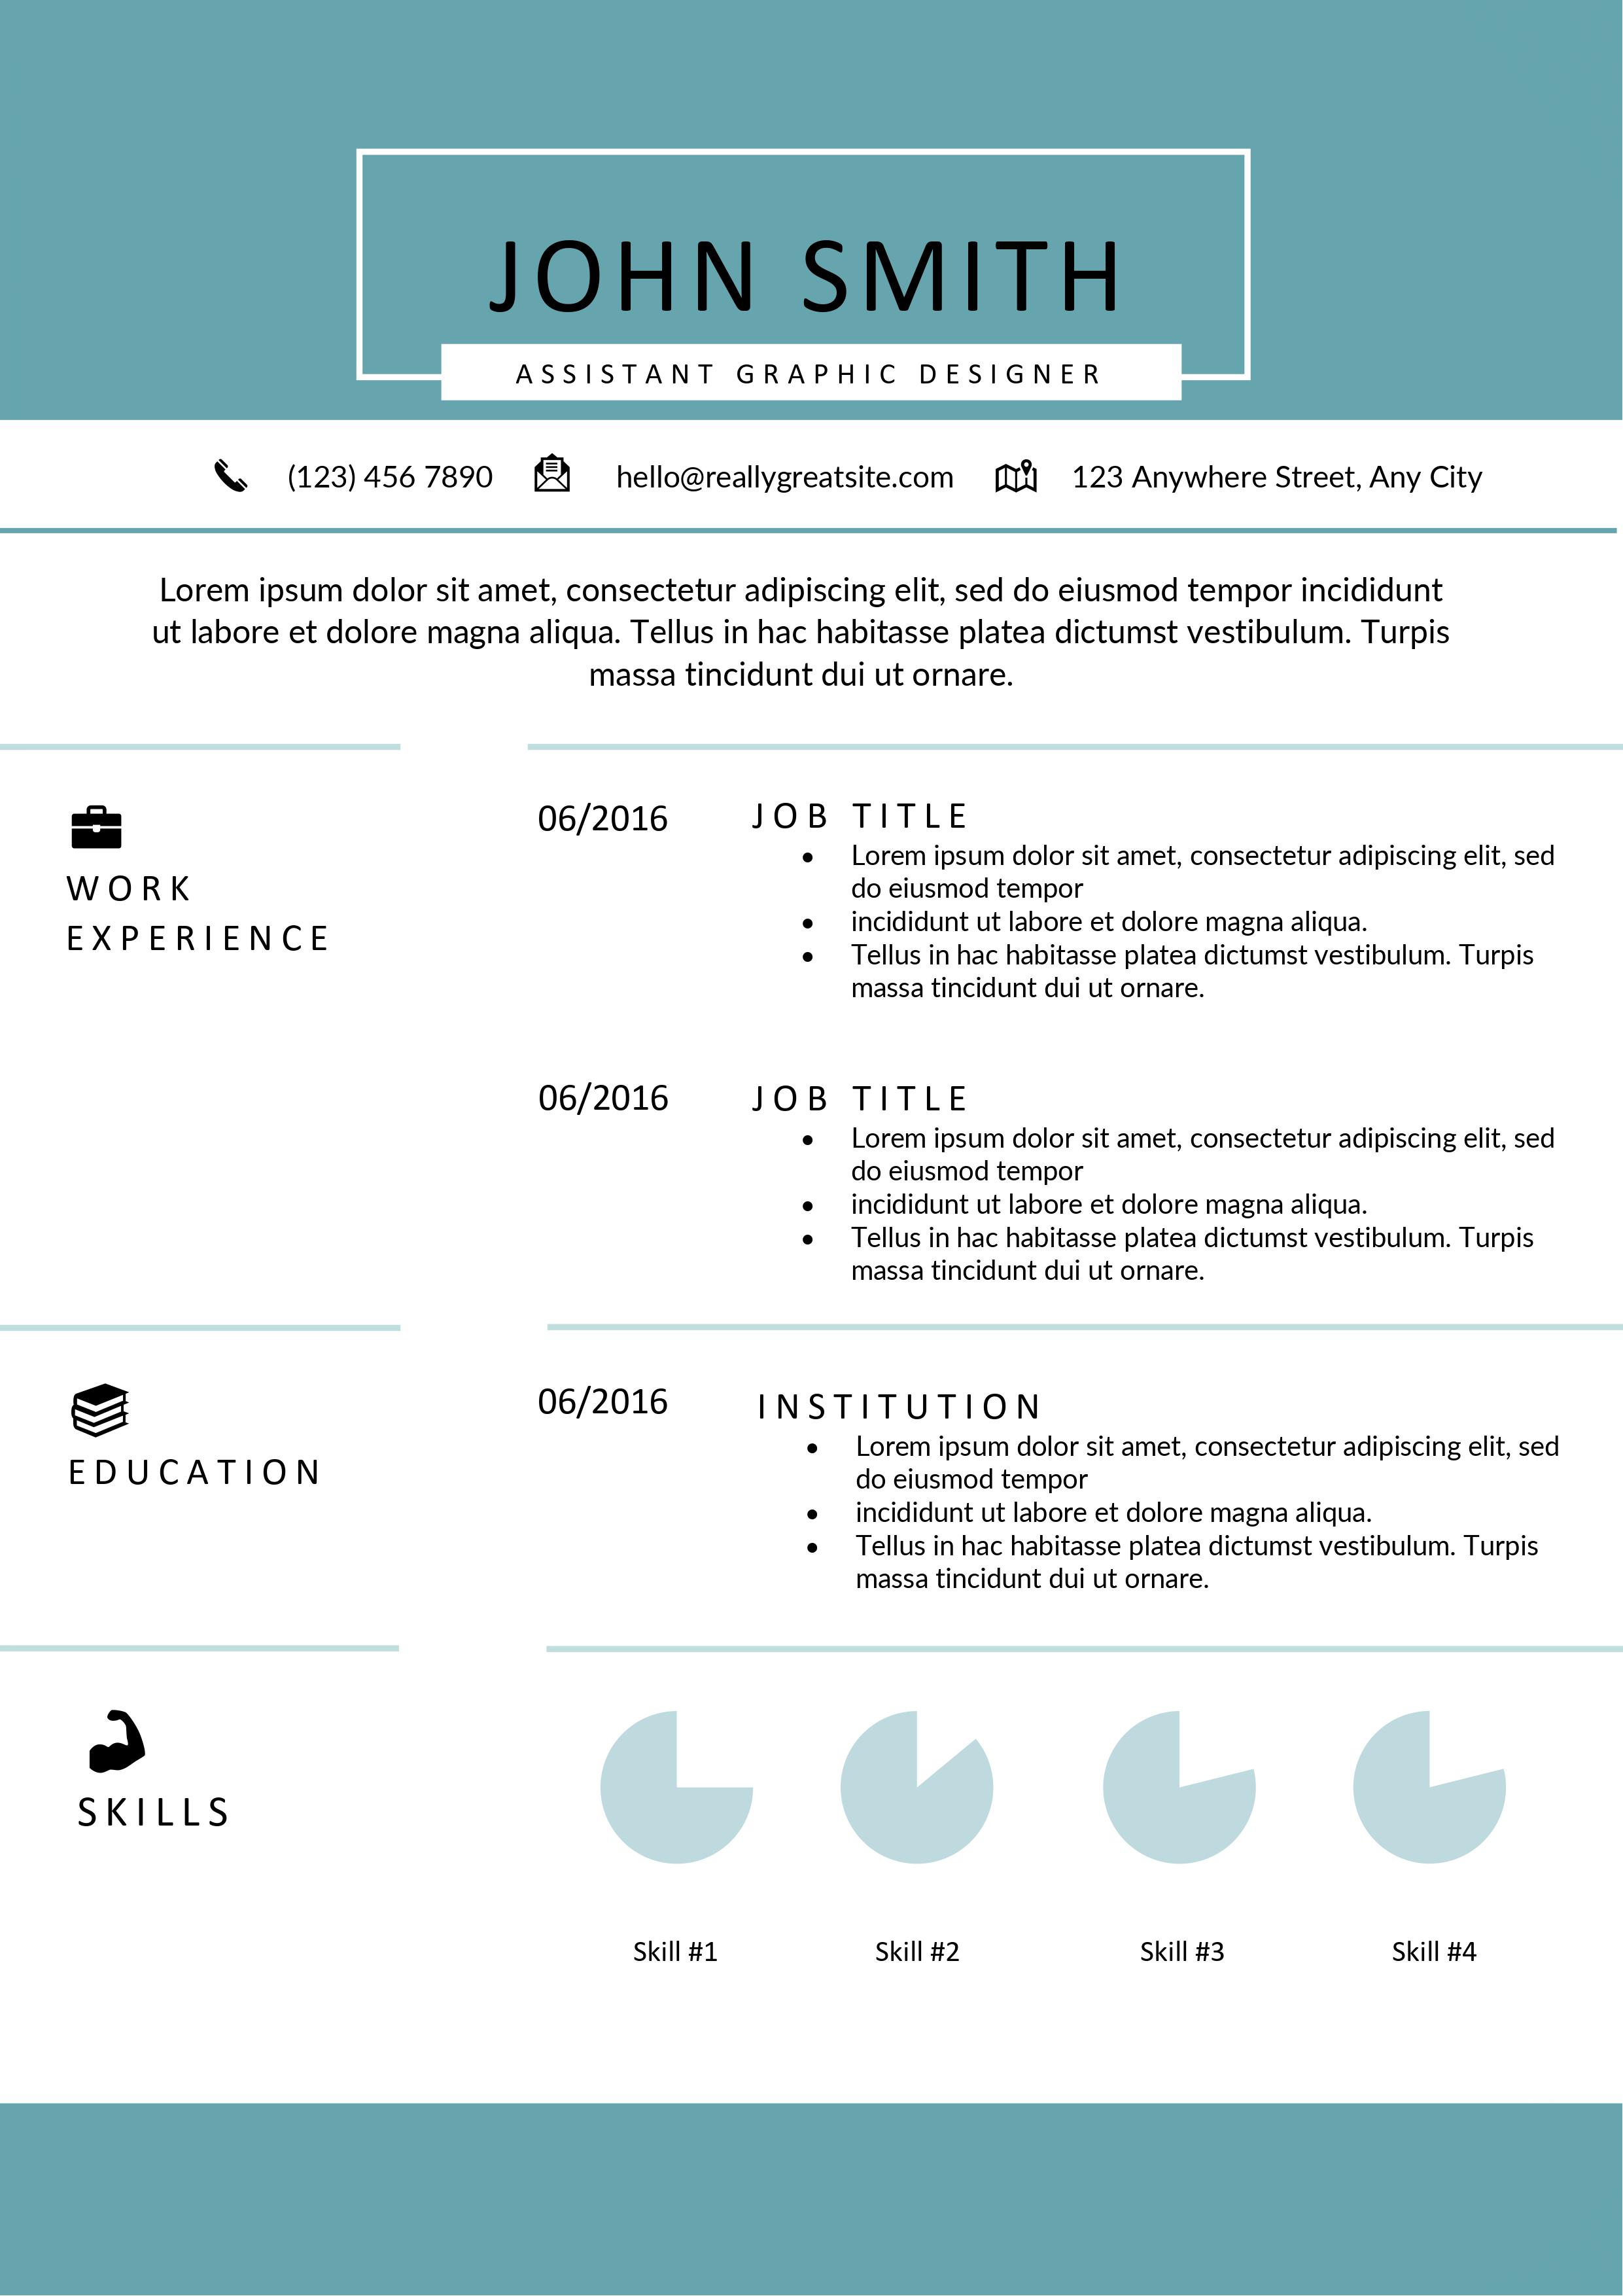 JOHN SMITH
ASSISTANT GRAPHIC DESIGNER
(123) 456 7890 hello@reallygreatsite.com 123 Anywhere Street, Any City
Lorem ipsum dolor sit amet, consectetur adipiscing elit, sed do eiusmod tempor incididunt
ut labore et dolore magna aliqua. Tellus in hac habitasse platea dictumst vestibulum. Turpis
massa tincidunt dui ut ornare.
WORK
EXPERIENCE
06/2016 JOB TITLE
• Lorem ipsum dolor sit amet, consectetur adipiscing elit, sed
do eiusmod tempor
• incididunt ut labore et dolore magna aliqua.
• Tellus in hac habitasse platea dictumst vestibulum. Turpis
massa tincidunt dui ut ornare.
06/2016 JOB TITLE
• Lorem ipsum dolor sit amet, consectetur adipiscing elit, sed
do eiusmod tempor
• incididunt ut labore et dolore magna aliqua.
• Tellus in hac habitasse platea dictumst vestibulum. Turpis
massa tincidunt dui ut ornare.
EDUCATION
06/2016 INSTITUTION
• Lorem ipsum dolor sit amet, consectetur adipiscing elit, sed
do eiusmod tempor
• incididunt ut labore et dolore magna aliqua.
• Tellus in hac habitasse platea dictumst vestibulum. Turpis
massa tincidunt dui ut ornare.
SKILLS
Skill #1 Skill #2 Skill #3 Skill #4